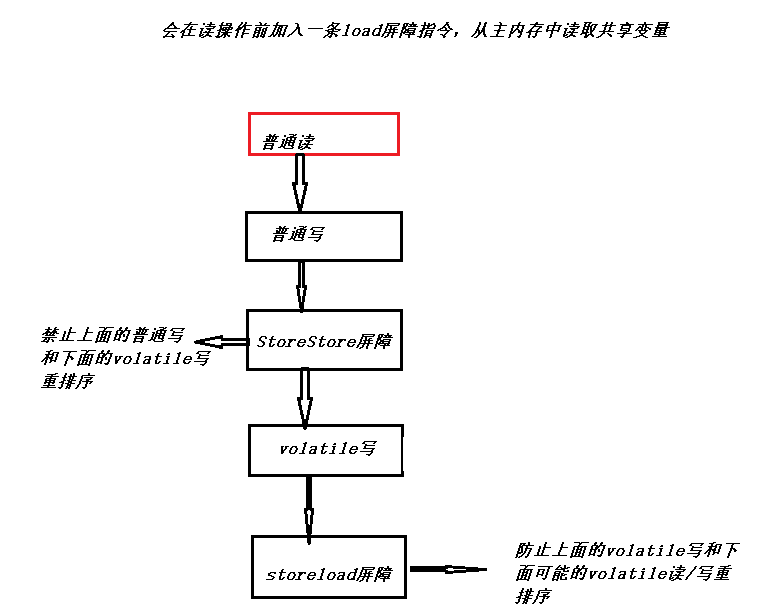 会在读操作前加入一条load屏障指令，从主内存中读取共享变量
普通读
普通写
StoreStore屏障
禁止上面的普通写
和下面的volatile写
重排序
volatile写
storeload屏障
防止上面的volatile写和下
面可能的volatile读/写重
排序